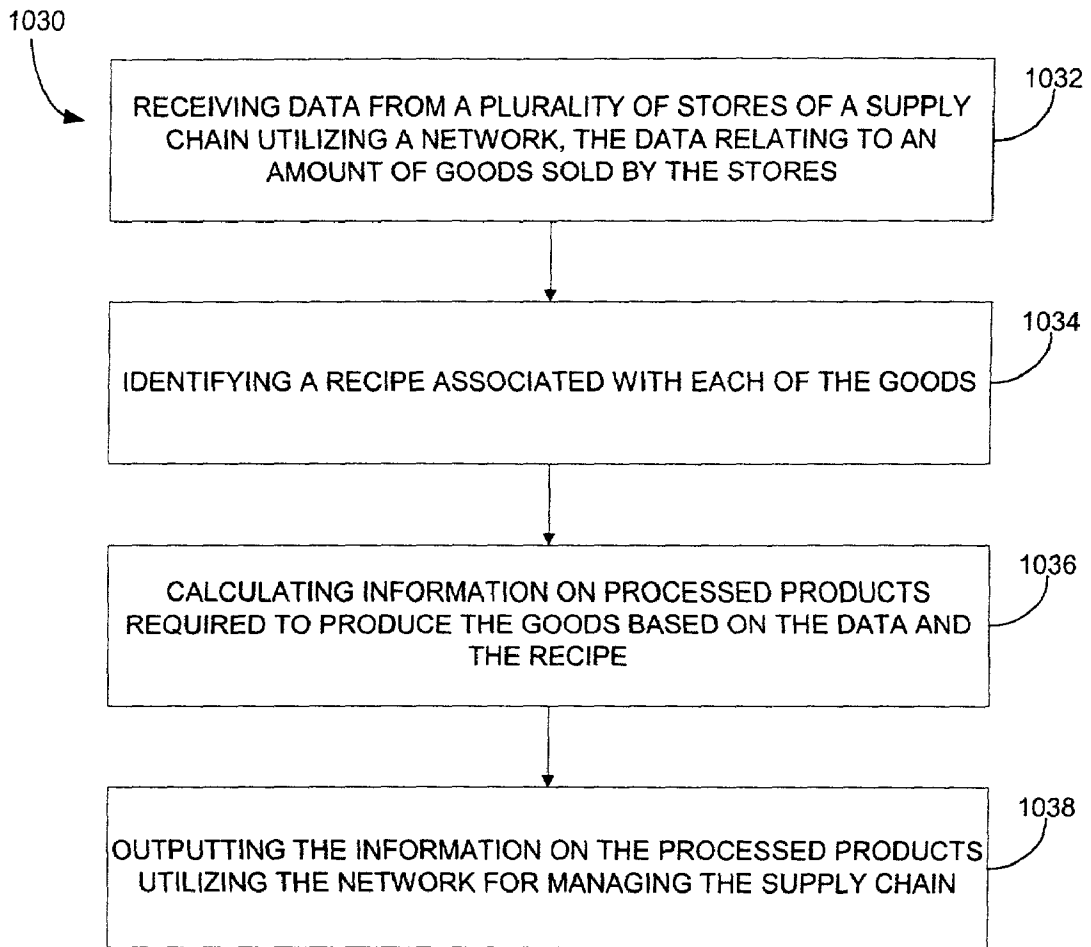 1030
RECEIVING DATA FROM A PLURALITY OF STORES OF A SUPPLY
CHAIN UTILIZING A NETWORK, THE DATA RELATING TO AN
AMOUNT OF GOODS SOLD BY THE STORES
1032
IDENTIFYING A RECIPE ASSOCIATED WITH EACH OF THE GOODS
1034
CALCULATING INFORMATION ON PROCESSED PRODUCTS
REQUIRED TO PRODUCE THE GOODS BASED ON THE DATA AND
THE RECIPE
1036
OUTPUTTING THE INFORMATION ON THE PROCESSED PRODUCTS
UTILIZING THE NETWORK FOR MANAGING THE SUPPLY CHAIN
1038